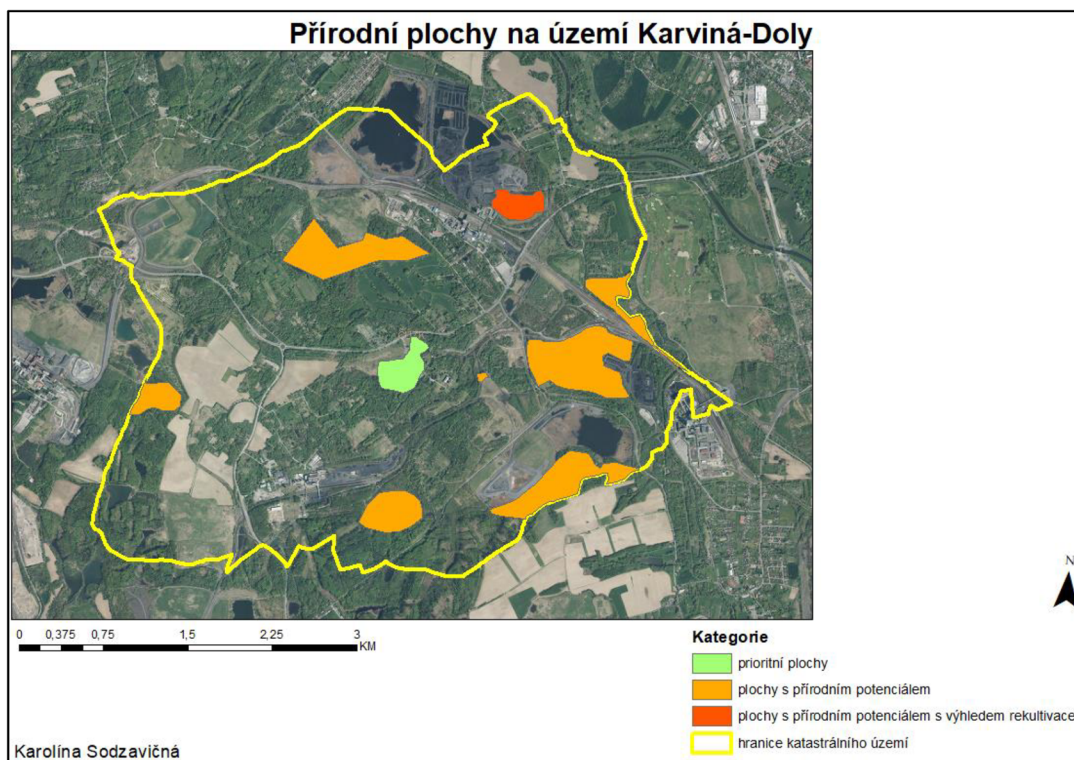 Přírodní plochy na území Karviná-Doly
N
0 0,375 0,75 1,5 2,25 3
KM
Kategorie
prioritní plochy
plochy s přírodním potenciálem
plochy s přírodním potenciálem s výhledem rekultivace
hranice katastrálního území
Karolína Sodzavičná